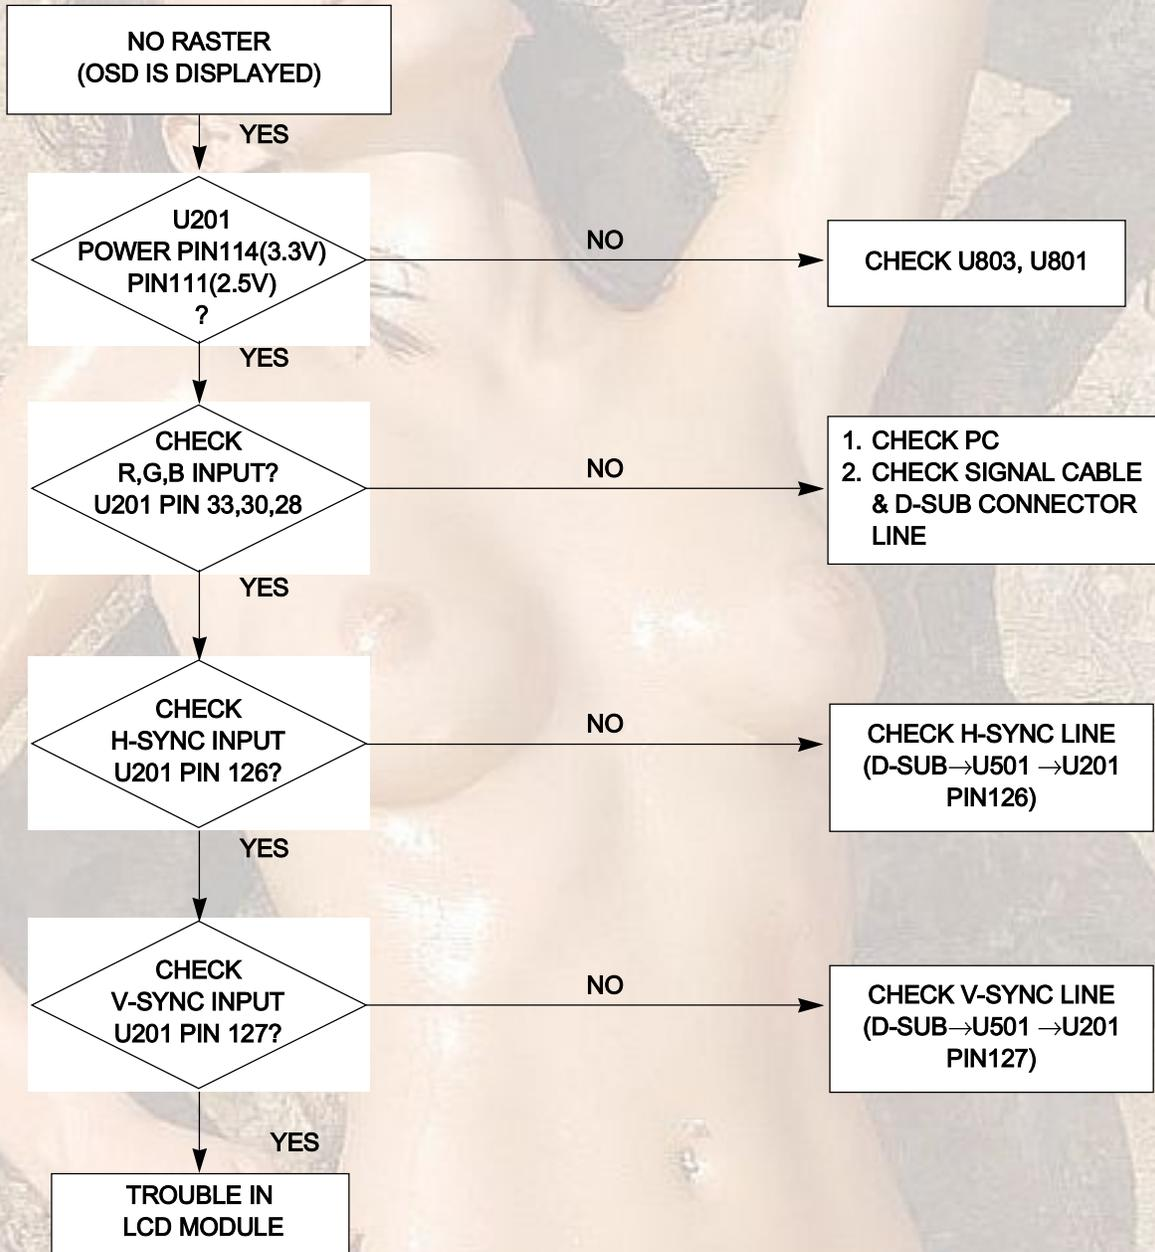 NO RASTER
(OSD IS DISPLAYED)
YES
U201
POWER PIN114(3.3V)
PIN111(2.5V)
?
NO
CHECK U803, U801
YES
CHECK
R,G,B INPUT?
U201 PIN 33,30,28
NO
1. CHECK PC
2. CHECK SIGNAL CABLE
& D-SUB CONNECTOR
LINE
YES
CHECK
H-SYNC INPUT
U201 PIN 126?
NO
CHECK H-SYNC LINE
(D-SUB→U501 →U201
PIN126)
YES
CHECK
V-SYNC INPUT
U201 PIN 127?
NO
CHECK V-SYNC LINE
(D-SUB→U501 →U201
PIN127)
YES
TROUBLE IN
LCD MODULE